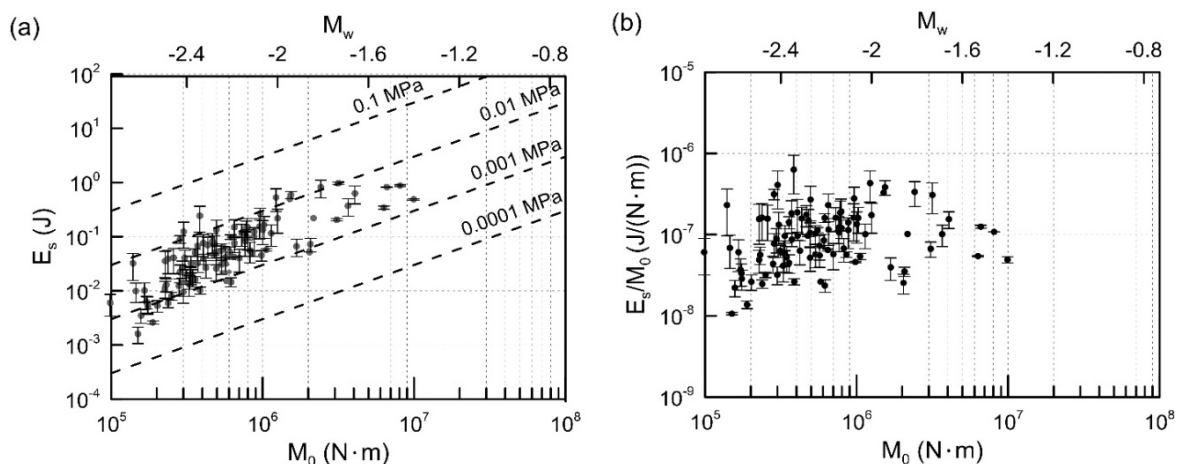 (a)
M_w
-2.4 -2 -1.6 -1.2 -0.8
10^2
10^1
10^0
10^-1
10^-2
10^-3
10^-4
E_s (J)
0.1 MPa
0.01 MPa
0.001 MPa
0.0001 MPa
10^5 10^6 10^7 10^8
M_0 (N·m)
(b)
M_w
-2.4 -2 -1.6 -1.2 -0.8
10^-5
10^-6
10^-7
10^-8
10^-9
E_s/M_0 (J/(N·m))
10^5 10^6 10^7 10^8
M_0 (N·m)